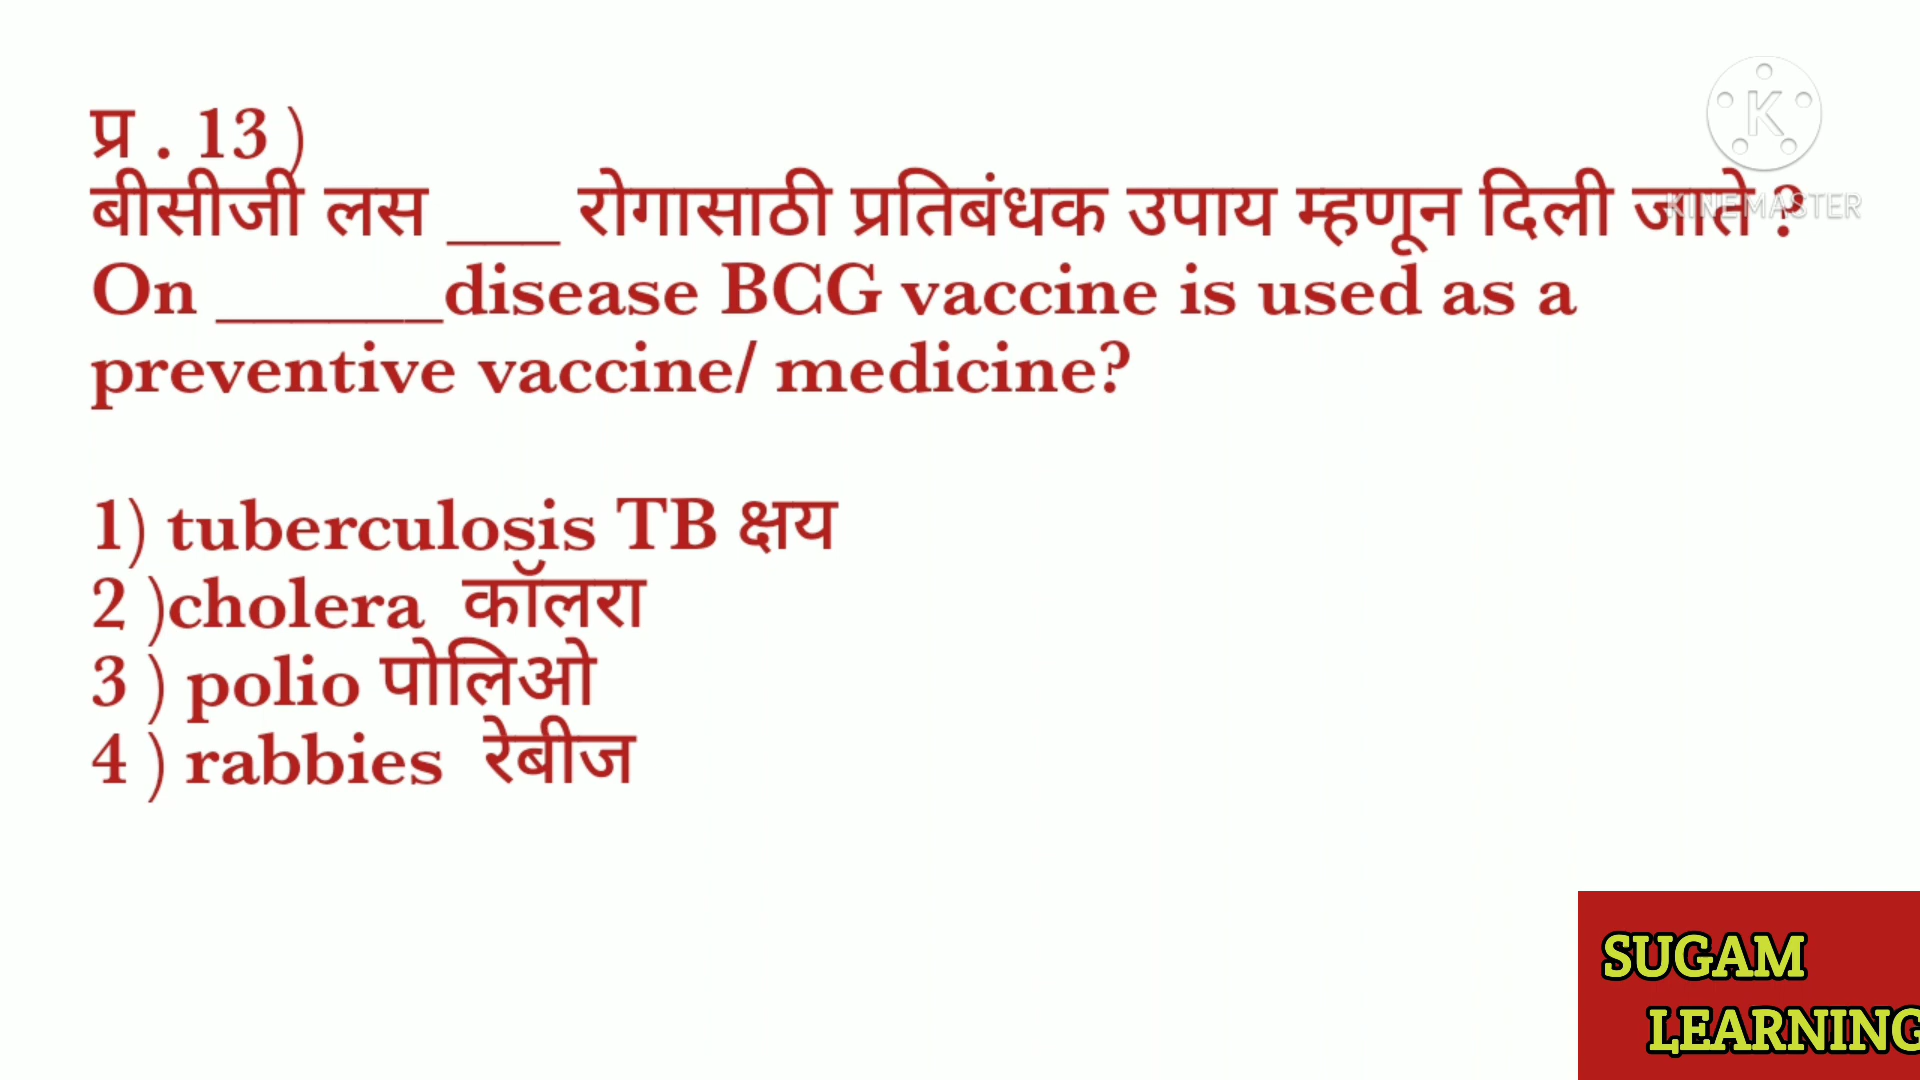 प्र . 13 )
बीसीजी लस ___ रोगासाठी प्रतिबंधक उपाय म्हणून दिली जाते ?
On ______disease BCG vaccine is used as a
preventive vaccine/ medicine?
1) tuberculosis TB क्षय
2 )cholera कॉलरा
3 ) polio पोलिओ
4 ) rabbies रेबीज
K
KINEMASTER
SUGAM
LEARNING